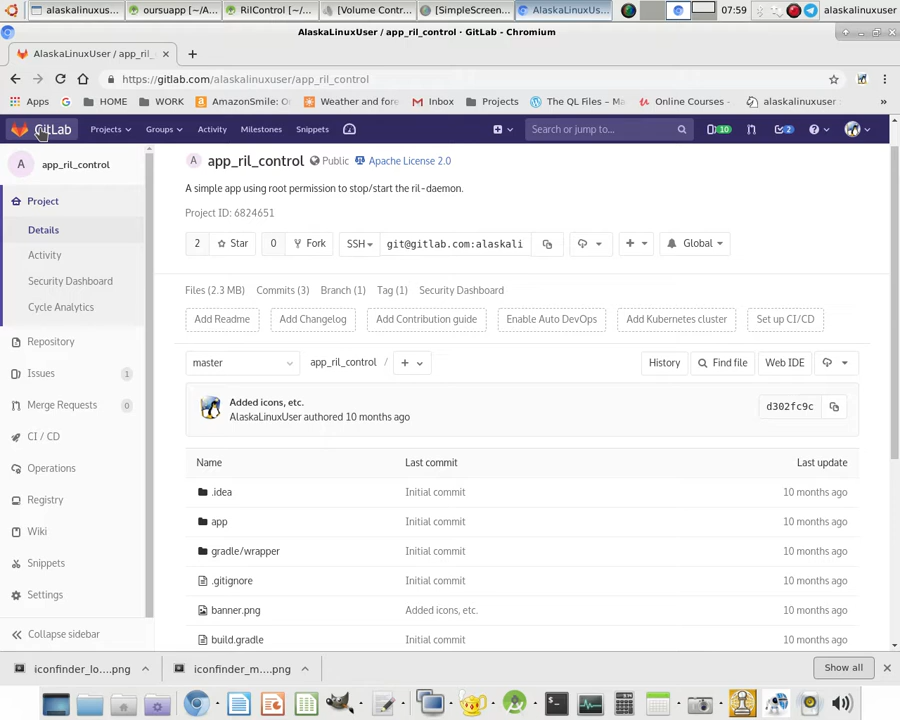 alaskalinuxus...
oursuapp [~/A...
RilControl [~/...
[Volume Contr...
[SimpleScreen...
AlaskaLinuxUs...
07:59
alaskalinuxuser
AlaskaLinuxUser / app_ril_control · GitLab - Chromium
AlaskaLinuxUser / app_ril_
https://gitlab.com/alaskalinuxuser/app_ril_control
Apps
HOME
WORK
AmazonSmile: O
Weather and fore
Inbox
Projects
The QL Files – Ma
Online Courses -
alaskalinuxuser
»
GitLab
Projects
Groups
Activity
Milestones
Snippets
Search or jump to...
10
2
A
app_ril_control
Project
Details
Activity
Security Dashboard
Cycle Analytics
Repository
Issues
1
Merge Requests
0
CI / CD
Operations
Registry
Wiki
Snippets
Settings
Collapse sidebar
A
app_ril_control
Public
Apache License 2.0
A simple app using root permission to stop/start the ril-daemon.
Project ID: 6824651
2
Star
0
Fork
SSH
git@gitlab.com:alaskali
Global
Files (2.3 MB)
Commits (3)
Branch (1)
Tag (1)
Security Dashboard
Add Readme
Add Changelog
Add Contribution guide
Enable Auto DevOps
Add Kubernetes cluster
Set up CI/CD
master
app_ril_control /
+
History
Find file
Web IDE
Added icons, etc.
AlaskaLinuxUser authored 10 months ago
d302fc9c
Name
Last commit
Last update
.idea
Initial commit
10 months ago
app
Initial commit
10 months ago
gradle/wrapper
Initial commit
10 months ago
.gitignore
Initial commit
10 months ago
banner.png
Added icons, etc.
10 months ago
build.gradle
Initial commit
10 months ago
iconfinder_lo....png
iconfinder_m....png
Show all